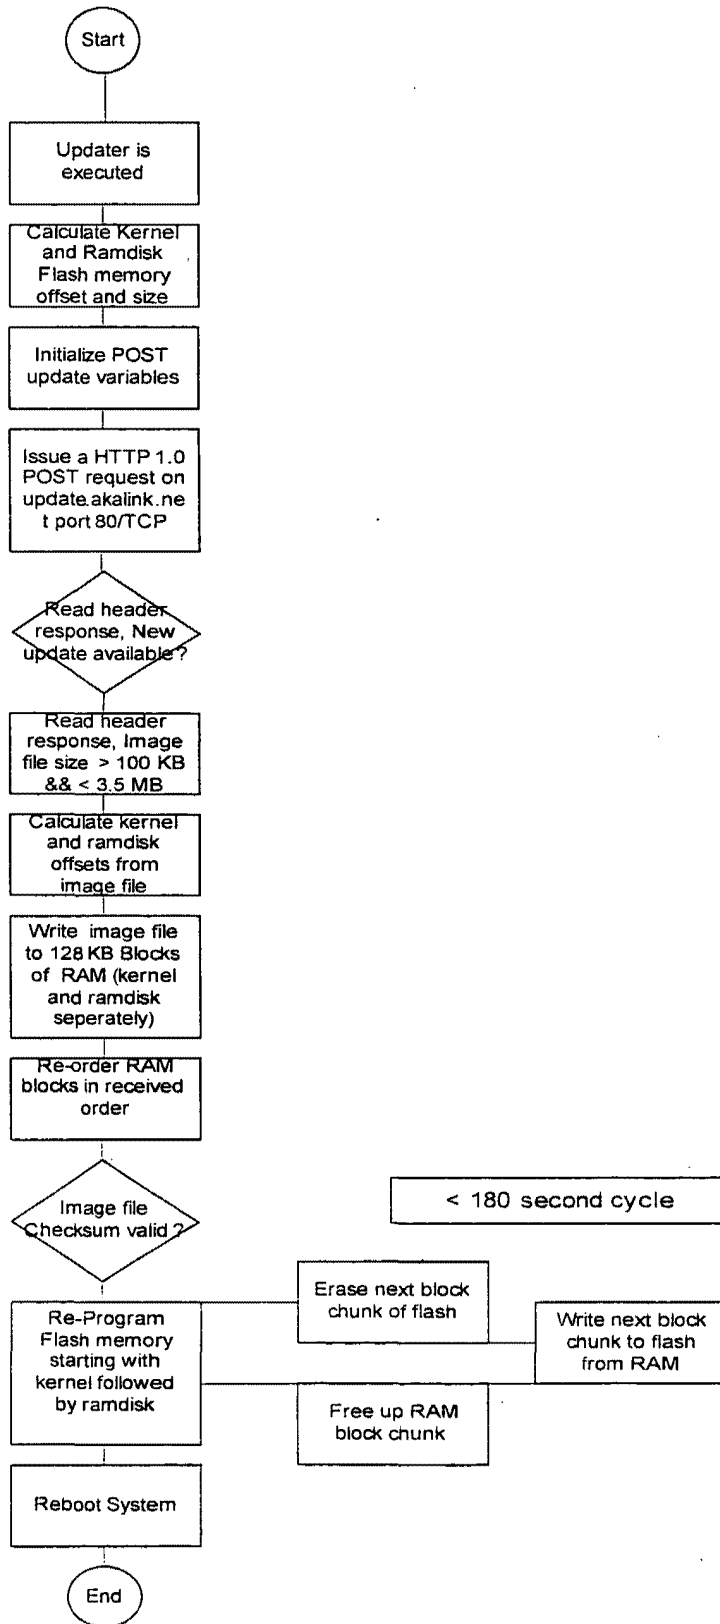 Start
Updater is
executed
Calculate Kernel
and Ramdisk
Flash memory
offset and size
Initialize POST
update variables
Issue a HTTP 1.0
POST request on
update.akalink.ne
t port 80/TCP
Read header
response, New
update available ?
Read header
response, Image
file size > 100 KB
&& < 3.5 MB
Calculate kernel
and ramdisk
offsets from
image file
Write image file
to 128 KB Blocks
of RAM (kernel
and ramdisk
seperately)
Re-order RAM
blocks in received
order
Image file
Checksum valid ?
< 180 second cycle
Re-Program
Flash memory
starting with
kernel followed
by ramdisk
Erase next block
chunk of flash
Write next block
chunk to flash
from RAM
Free up RAM
block chunk
Reboot System
End